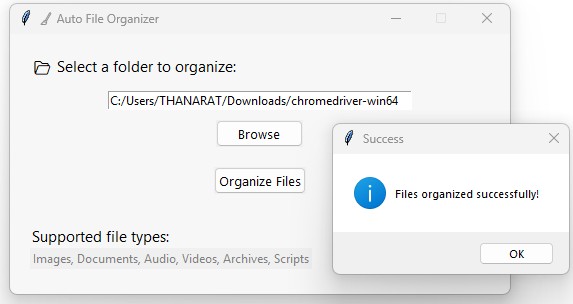 Auto File Organizer
Select a folder to organize:
C:/Users/THANARAT/Downloads/chromedriver-win64
Browse
Organize Files
Supported file types:
Images, Documents, Audio, Videos, Archives, Scripts
Success
Files organized successfully!
OK